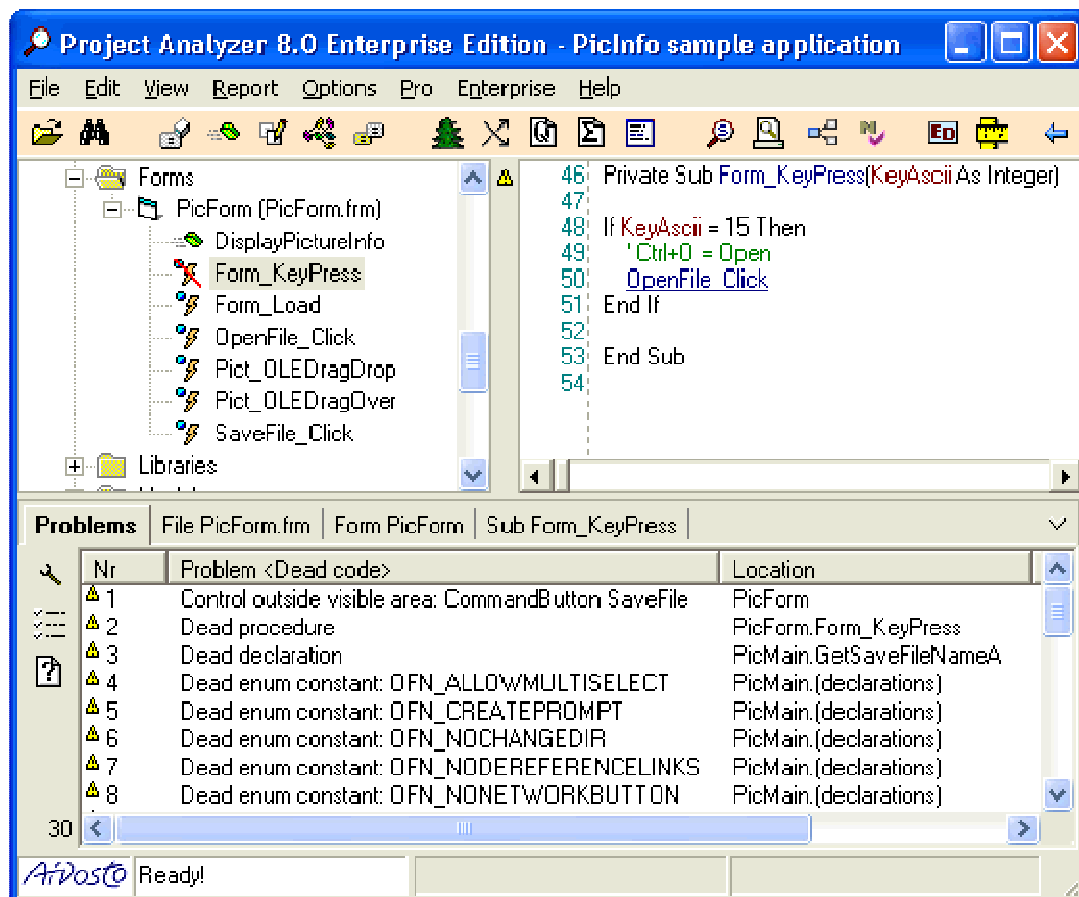 Project Analyzer 8.0 Enterprise Edition - PicInfo sample application
File Edit View Report Options Pro Enterprise Help
Forms
PicForm (PicForm.frm)
DisplayPictureInfo
Form_KeyPress
Form_Load
OpenFile_Click
Pict_OLEDragDrop
Pict_OLEDragOver
SaveFile_Click
Libraries
46 Private Sub Form_KeyPress(KeyAscii As Integer)
47
48 If KeyAscii = 15 Then
49 ' Ctrl+O = Open
50 OpenFile_Click
51 End If
52
53 End Sub
54
Problems File PicForm.frm Form PicForm Sub Form_KeyPress
Nr Problem <Dead code> Location
1 Control outside visible area: CommandButton SaveFile PicForm
2 Dead procedure PicForm.Form_KeyPress
3 Dead declaration PicMain.GetSaveFileNameA
4 Dead enum constant: OFN_ALLOWMULTISELECT PicMain.(declarations)
5 Dead enum constant: OFN_CREATEPROMPT PicMain.(declarations)
6 Dead enum constant: OFN_NOCHANGEDIR PicMain.(declarations)
7 Dead enum constant: OFN_NODEREFERENCELINKS PicMain.(declarations)
8 Dead enum constant: OFN_NONETWORKBUTTON PicMain.(declarations)
30
Aivosto Ready!